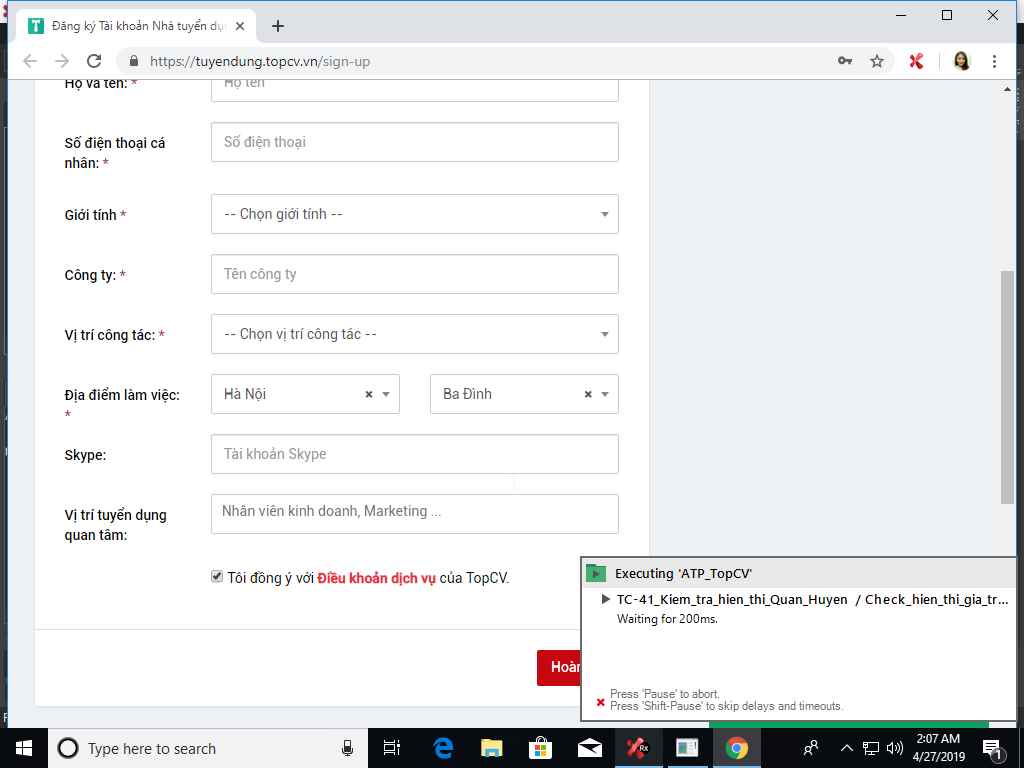 Đăng ký Tài khoản Nhà tuyển dụ
https://tuyendung.topcv.vn/sign-up
Họ và tên: *
Họ tên
Số điện thoại cá
nhân: *
Số điện thoại
Giới tính *
-- Chọn giới tính --
Công ty: *
Tên công ty
Vị trí công tác: *
-- Chọn vị trí công tác --
Địa điểm làm việc:
*
Hà Nội
Ba Đình
Skype:
Tài khoản Skype
Vị trí tuyển dụng
quan tâm:
Nhân viên kinh doanh, Marketing ...
Tôi đồng ý với Điều khoản dịch vụ của TopCV.
Hoàn
Executing 'ATP_TopCV'
TC-41_Kiem_tra_hien_thi_Quan_Huyen / Check_hien_thi_gia_tr...
Waiting for 200ms.
Press 'Pause' to abort.
Press 'Shift-Pause' to skip delays and timeouts.
Type here to search
Rx
2:07 AM
4/27/2019
1